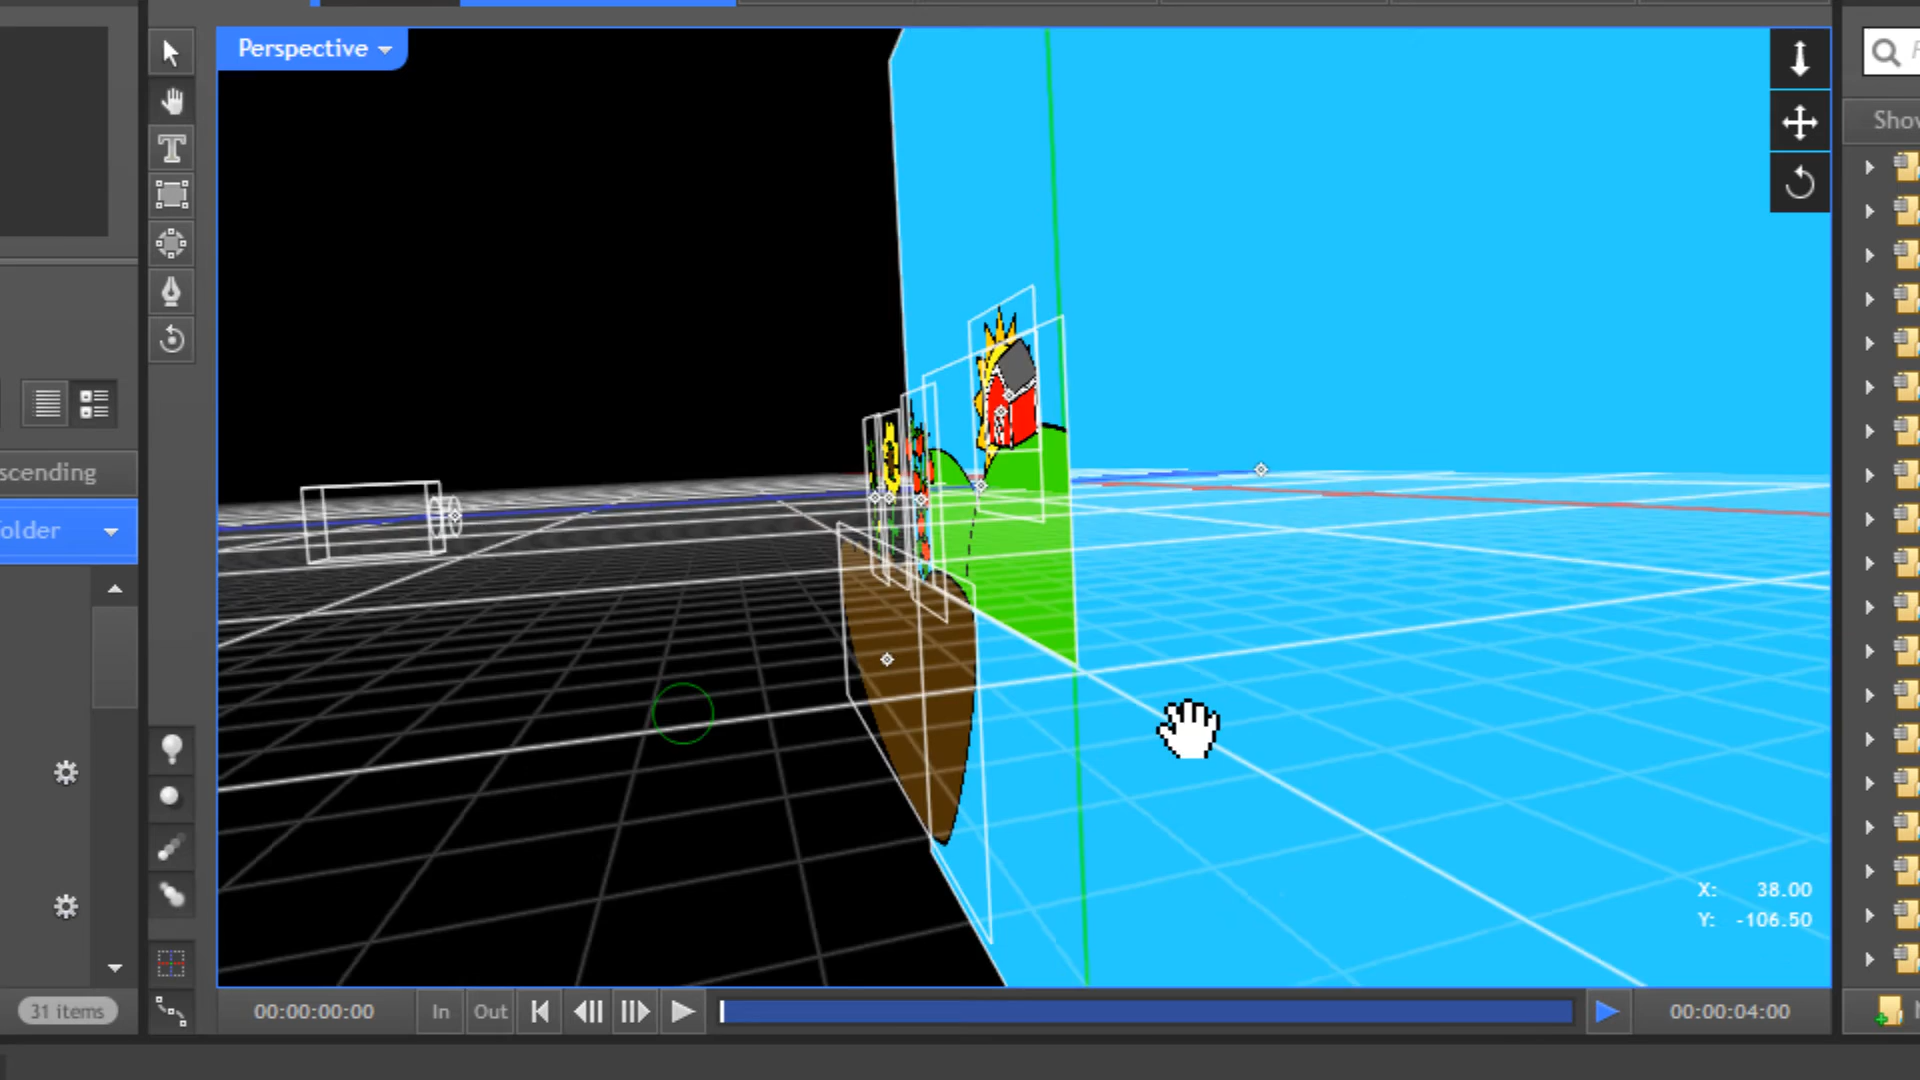 Perspective
F
Show
scending
older
X: 38.00
Y: -106.50
31 items
00:00:00:00
In
Out
00:00:04:00